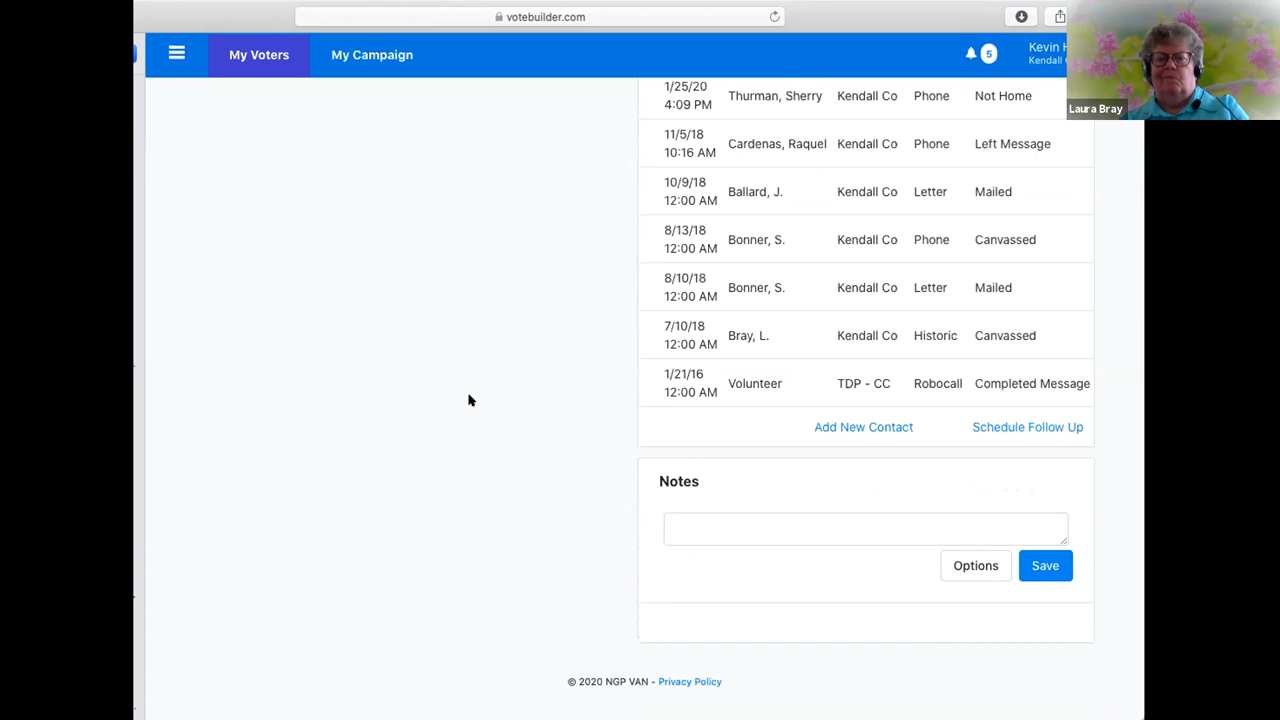 votebuilder.com
My Voters My Campaign 5 Kevin H
Kendall Co
Laura Bray
1/25/20 4:09 PM Thurman, Sherry Kendall Co Phone Not Home
11/5/18 10:16 AM Cardenas, Raquel Kendall Co Phone Left Message
10/9/18 12:00 AM Ballard, J. Kendall Co Letter Mailed
8/13/18 12:00 AM Bonner, S. Kendall Co Phone Canvassed
8/10/18 12:00 AM Bonner, S. Kendall Co Letter Mailed
7/10/18 12:00 AM Bray, L. Kendall Co Historic Canvassed
1/21/16 12:00 AM Volunteer TDP - CC Robocall Completed Message
Add New Contact Schedule Follow Up
Notes
Options Save
© 2020 NGP VAN - Privacy Policy